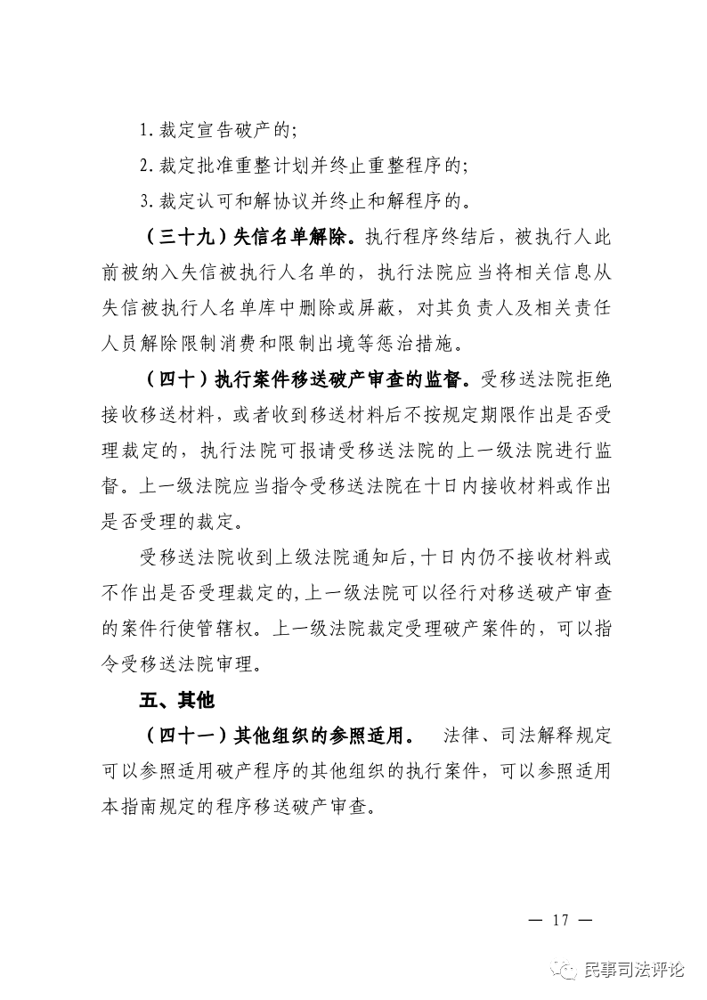 1. 裁定宣告破产的;
2. 裁定批准重整计划并终止重整程序的;
3. 裁定认可和解协议并终止和解程序的。
（三十九）失信名单解除。执行程序终结后，被执行人此
前被纳入失信被执行人名单的，执行法院应当将相关信息从
失信被执行人名单库中删除或屏蔽，对其负责人及相关责任
人员解除限制消费和限制出境等惩治措施。
（四十）执行案件移送破产审查的监督。受移送法院拒绝
接收移送材料，或者收到移送材料后不按规定期限作出是否受
理裁定的，执行法院可报请受移送法院的上一级法院进行监
督。上一级法院应当指令受移送法院在十日内接收材料或作出
是否受理的裁定。
受移送法院收到上级法院通知后,十日内仍不接收材料或
不作出是否受理裁定的,上一级法院可以径行对移送破产审查
的案件行使管辖权。上一级法院裁定受理破产案件的，可以指
令受移送法院审理。
五、其他
（四十一）其他组织的参照适用。 法律、司法解释规定
可以参照适用破产程序的其他组织的执行案件，可以参照适用
本指南规定的程序移送破产审查。
— 17 —
民事司法评论